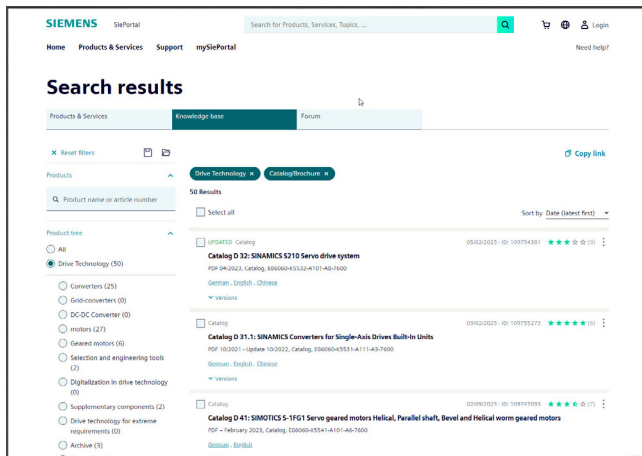 SIEMENS SiePortal Search for Products, Services, Topics, .... Login
Home Products & Services Support mySiePortal Need help?
Search results
Products & Services Knowledge base Forum
Reset filters Copy link
Products
Product name or article number
Product tree
All
Drive Technology (50)
Converters (25)
Grid-converters (0)
DC-DC Converter (0)
motors (27)
Geared motors (6)
Selection and engineering tools
(2)
Digitalization in drive technology
(0)
Supplementary components (2)
Drive technology for extreme
requirements (0)
Archive (3)
Drive Technology × Catalog/Brochure ×
50 Results
Select all Sort by Date (latest first)
UPDATED Catalog 05/02/2023 - ID: 109754381 (9)
Catalog D 32: SINAMICS S210 Servo drive system
PDF 04/2023, Catalog, E06060-K5532-A101-A8-7600
German , English , Chinese
Versions
Catalog 03/02/2023 - ID: 109755273 (6)
Catalog D 31.1: SINAMICS Converters for Single-Axis Drives Built-In Units
PDF 10/2021 - Update 10/2022, Catalog, E06060-K5531-A111-A3-7600
German , English , Chinese
Versions
Catalog 02/09/2023 - ID: 109747095 (7)
Catalog D 41: SIMOTICS S-1FG1 Servo geared motors Helical, Parallel shaft, Bevel and Helical worm geared motors
PDF – February 2023, Catalog, E06060-K5541-A101-A6-7600
German , English